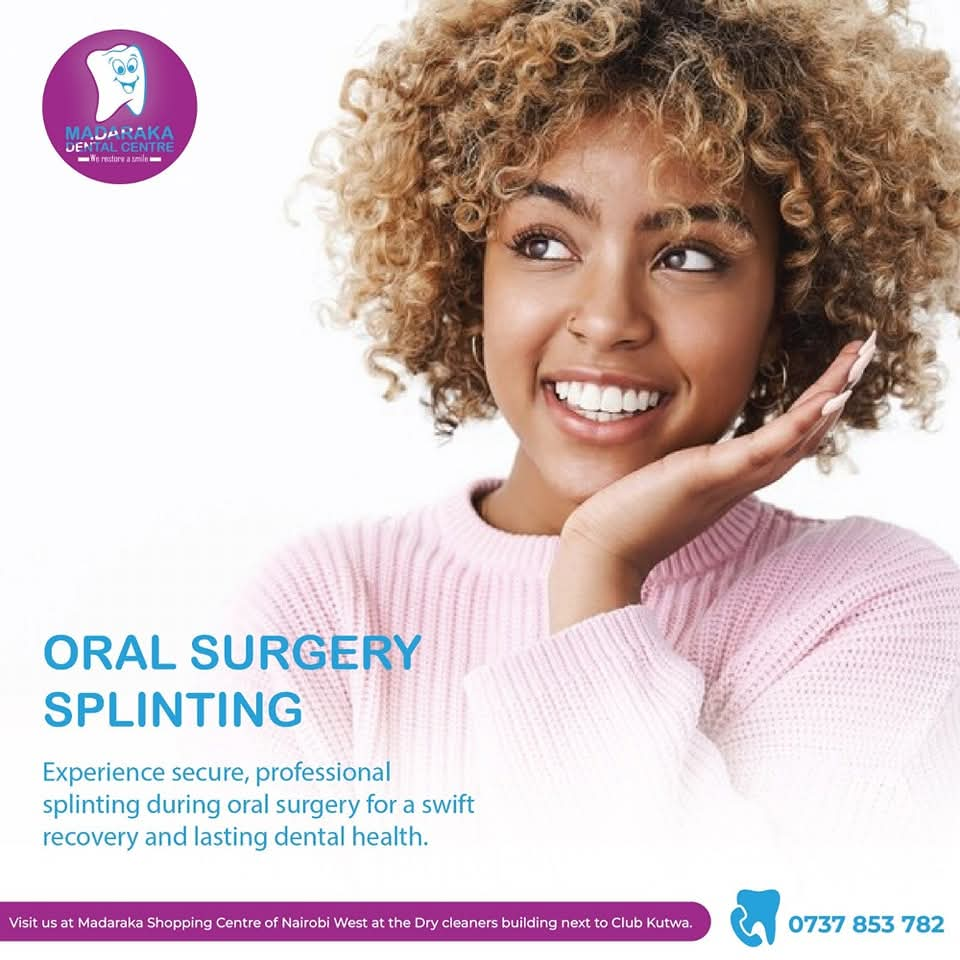 MADARAKA
DENTAL CENTRE
We restore a smile
ORAL SURGERY
SPLINTING
Experience secure, professional
splinting during oral surgery for a swift
recovery and lasting dental health.
Visit us at Madaraka Shopping Centre of Nairobi West at the Dry cleaners building next to Club Kutwa.
0737 853 782